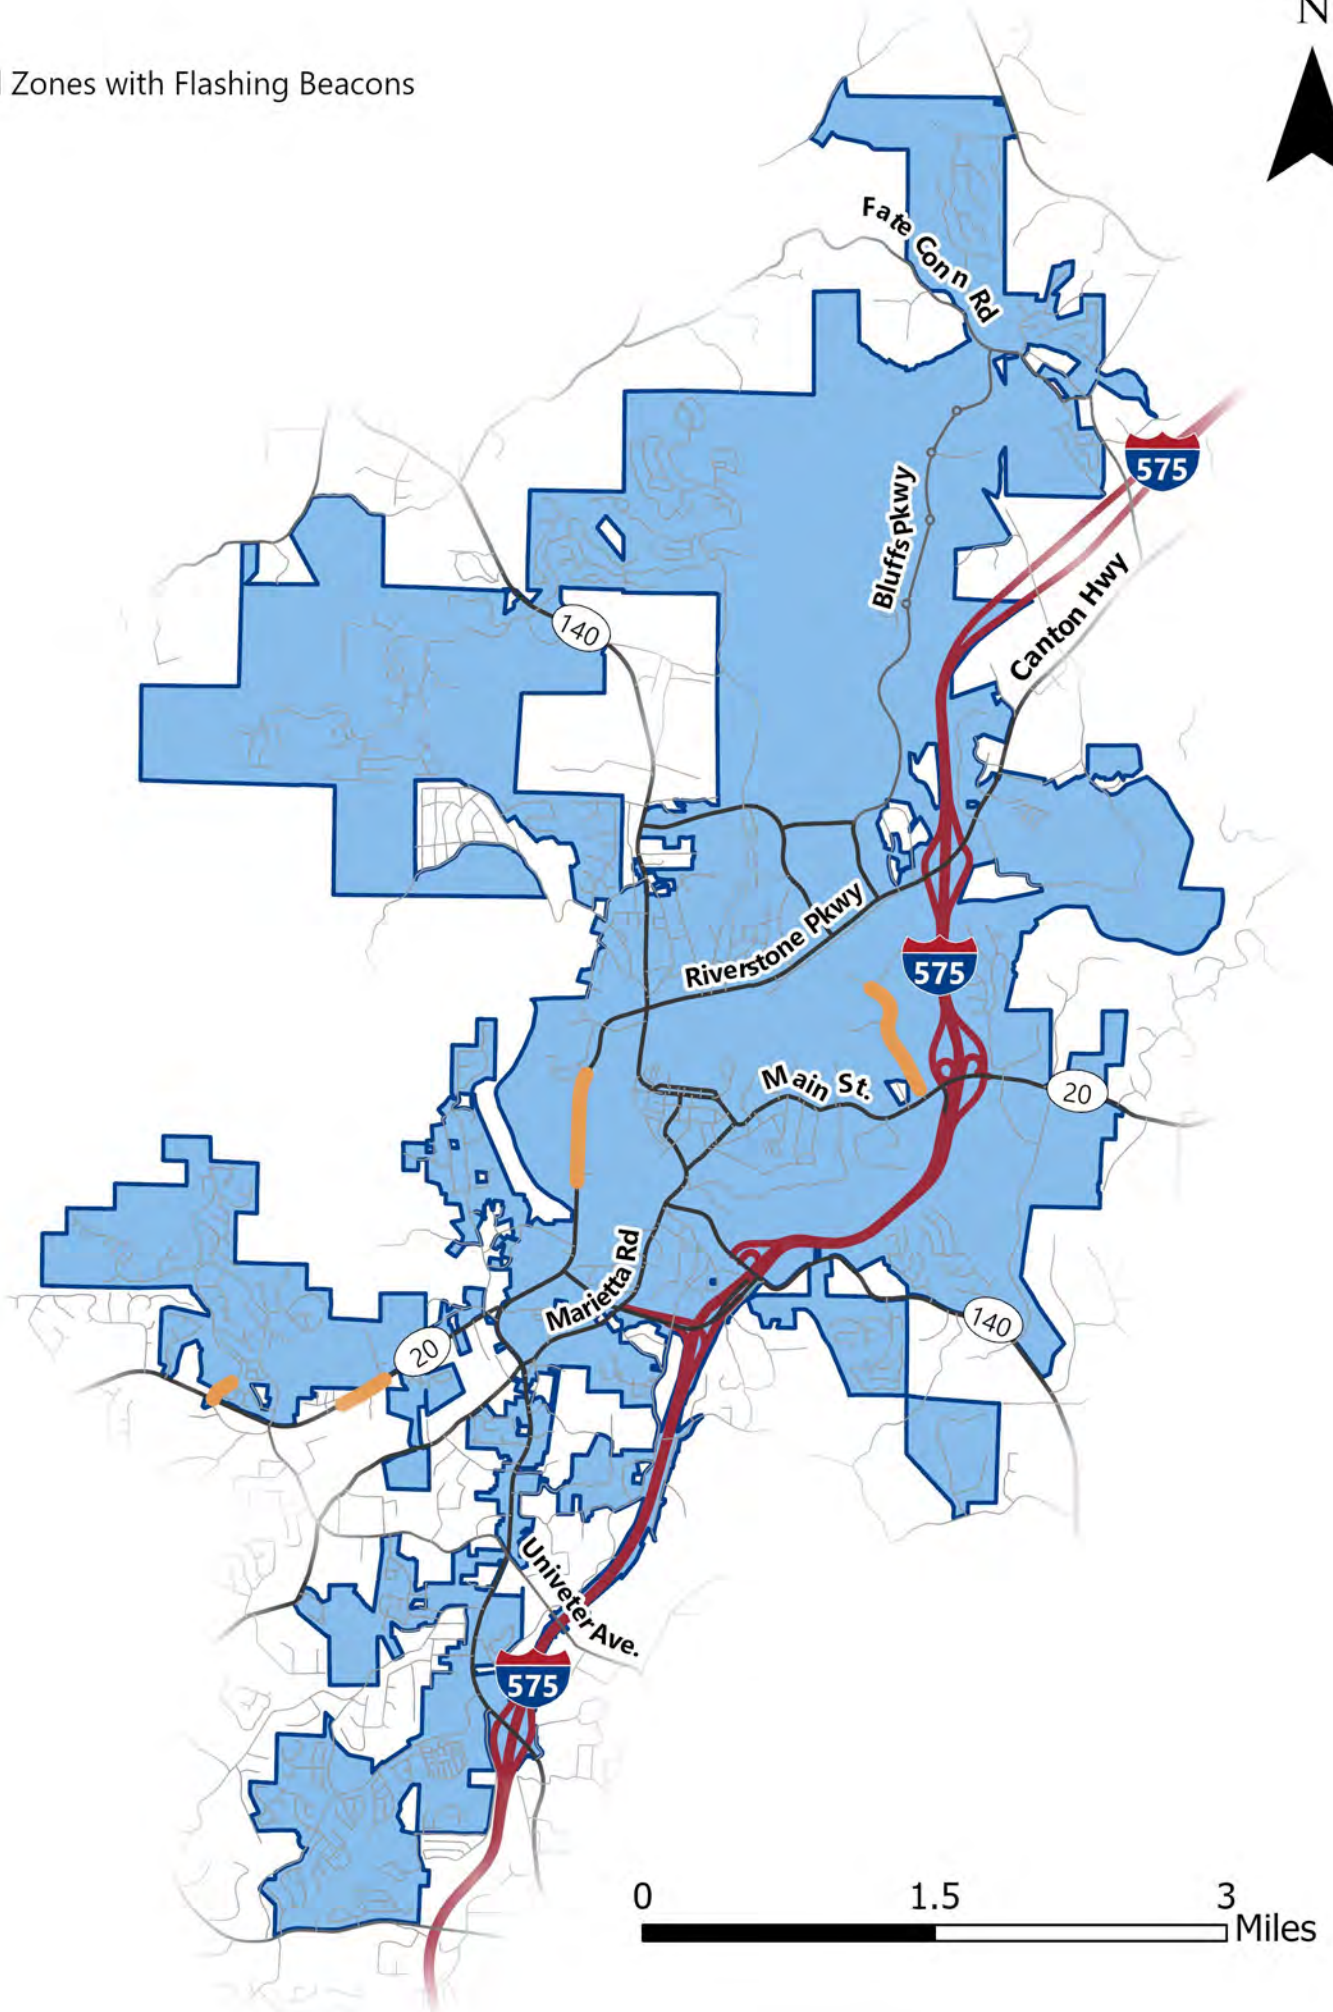 N
Zones with Flashing Beacons
Fate Conn Rd
575
Bluffs Pkwy
Canton Hwy
140
Riverstone Pkwy
575
Main St.
20
Marietta Rd
140
20
Univeter Ave.
575
0 1.5 3
Miles